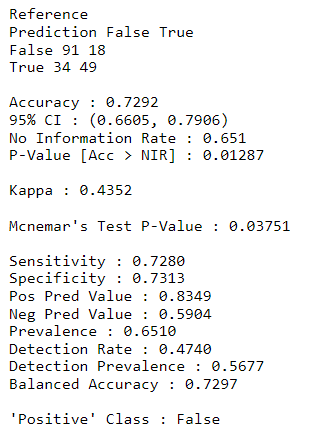 Reference
Prediction False True
False 91 18
True 34 49
Accuracy : 0.7292
95% CI : (0.6605, 0.7906)
No Information Rate : 0.651
P-Value [Acc > NIR] : 0.01287
Kappa : 0.4352
Mcnemar's Test P-Value : 0.03751
Sensitivity : 0.7280
Specificity : 0.7313
Pos Pred Value : 0.8349
Neg Pred Value : 0.5904
Prevalence : 0.6510
Detection Rate : 0.4740
Detection Prevalence : 0.5677
Balanced Accuracy : 0.7297
'Positive' Class : False